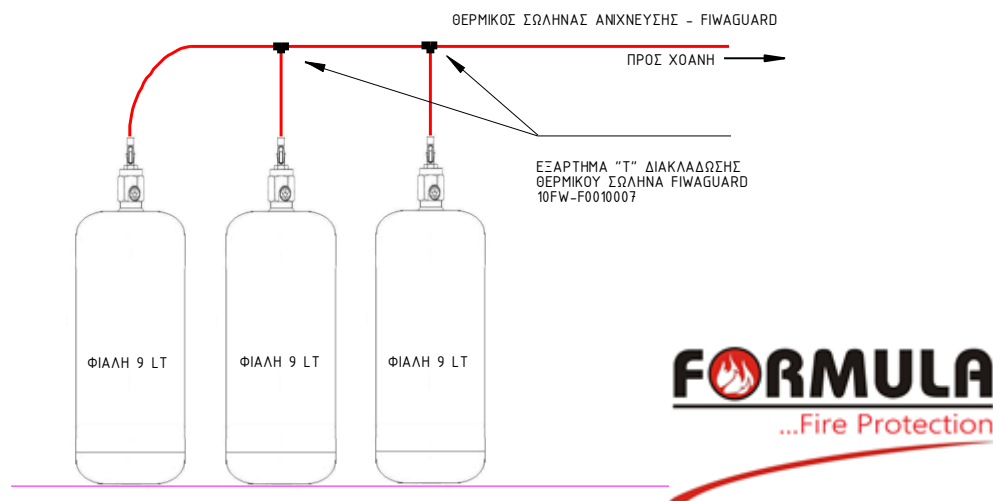 ΘΕΡΜΙΚΟΣ ΣΩΛΗΝΑΣ ΑΝΙΧΝΕΥΣΗΣ - FIWAGUARD
ΠΡΟΣ ΧΟΑΝΗ
ΕΞΑΡΤΗΜΑ "Τ" ΔΙΑΚΛΑΔΩΣΗΣ
ΘΕΡΜΙΚΟΥ ΣΩΛΗΝΑ FIWAGUARD
10FW-F0010007
ΦΙΑΛΗ 9 LT
ΦΙΑΛΗ 9 LT
ΦΙΑΛΗ 9 LT
FORMULA
...Fire Protection